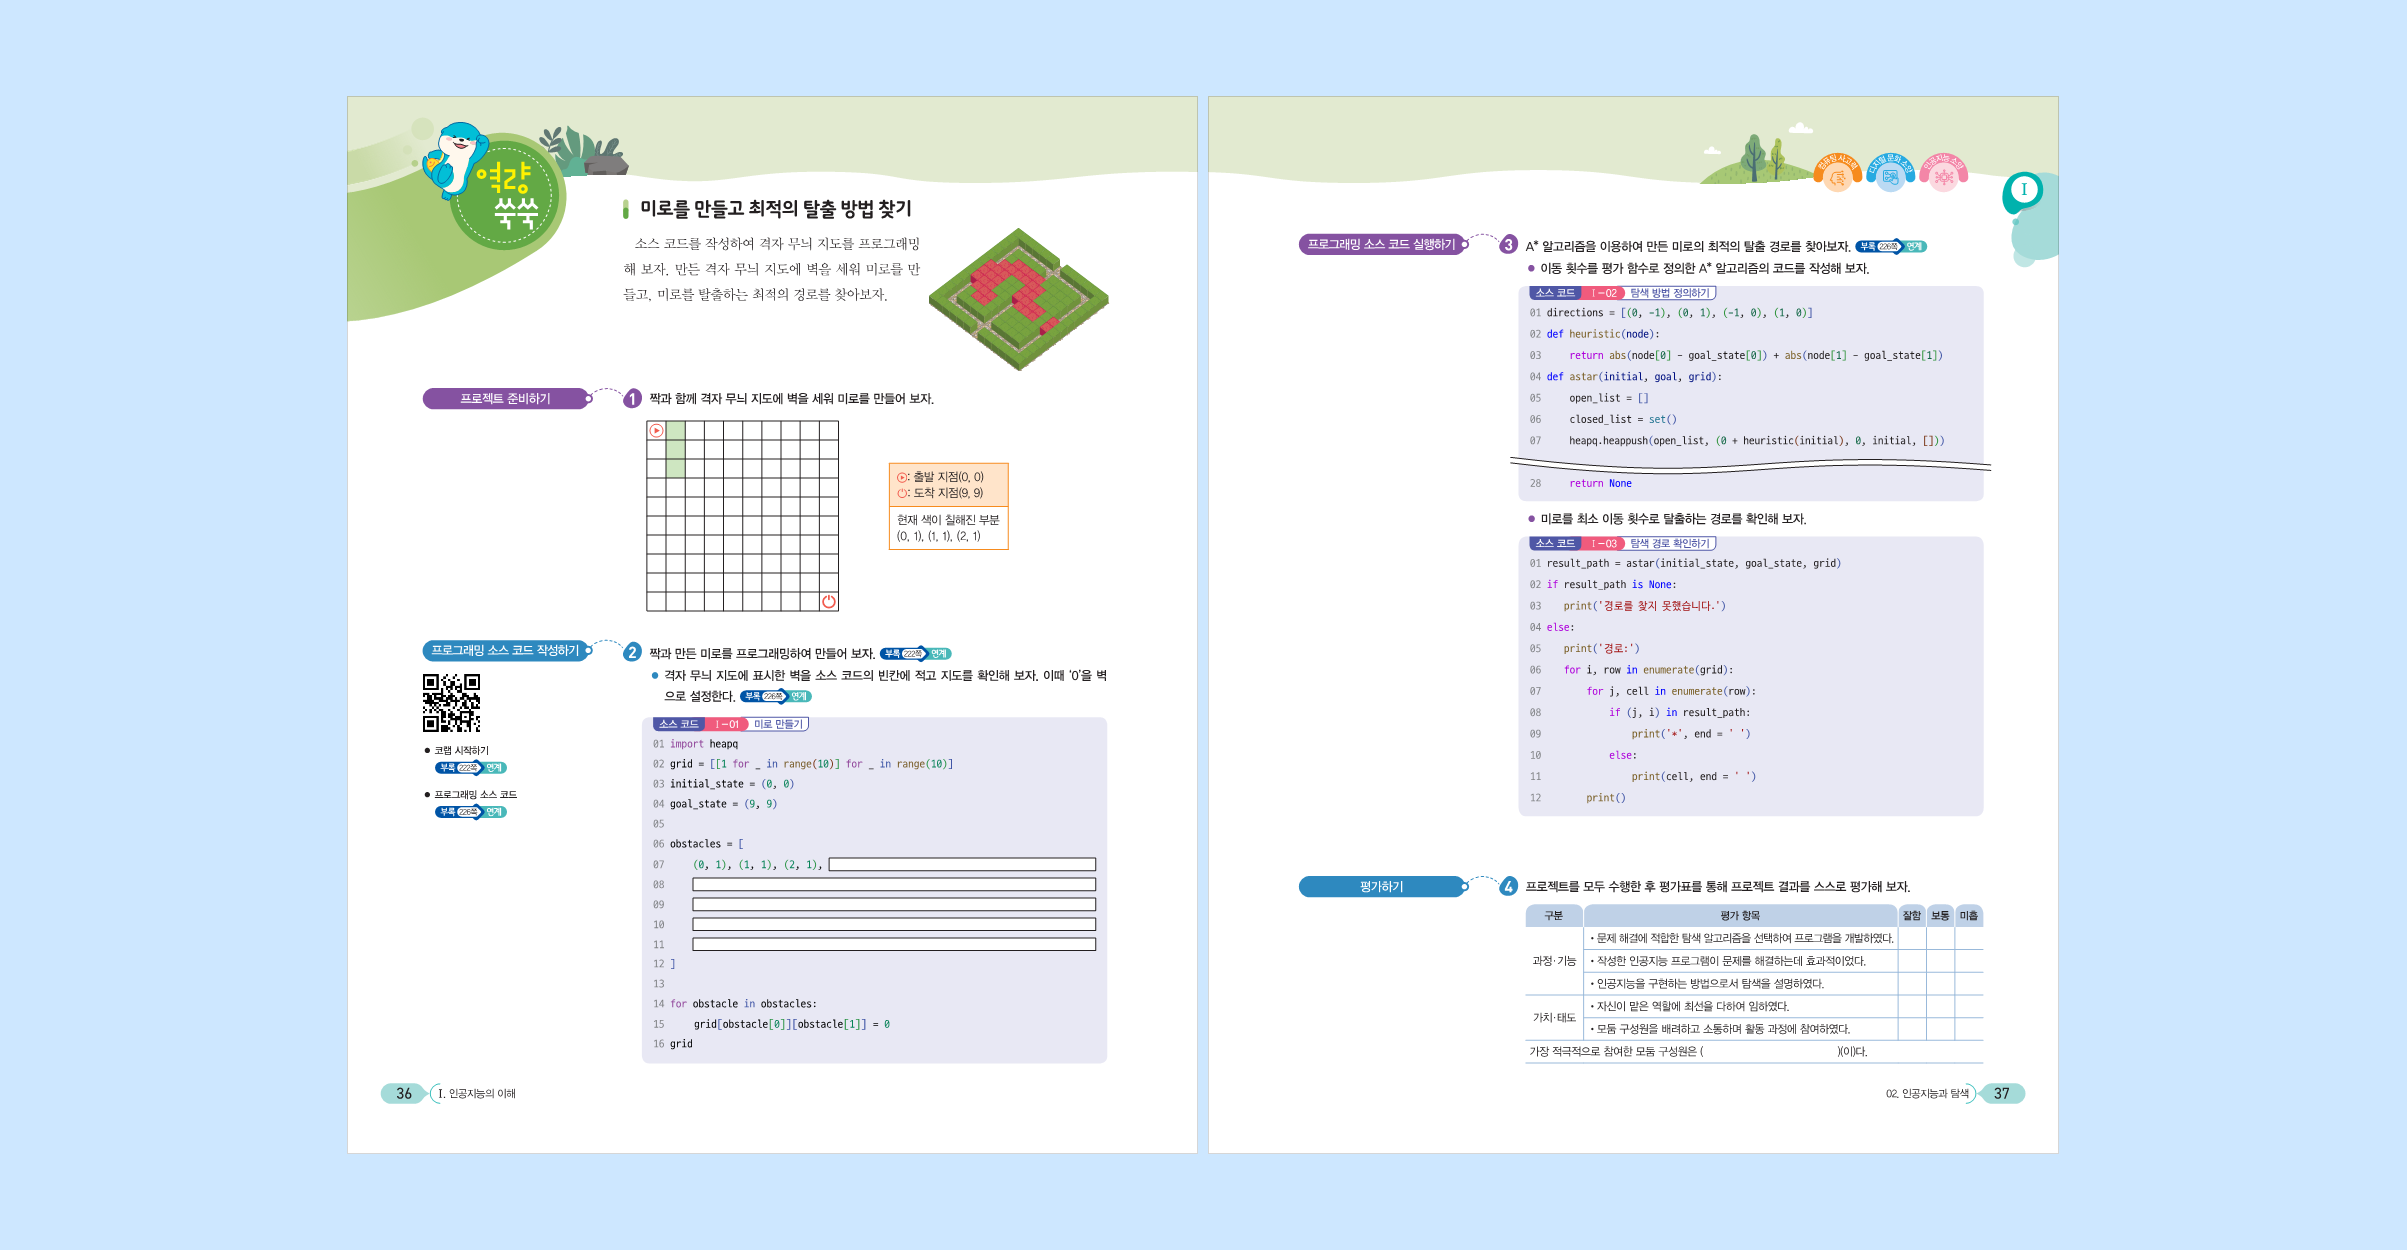 역량
쑥쑥
미로를 만들고 최적의 탈출 방법 찾기
소스 코드를 작성하여 격자 무늬 지도를 프로그래밍
해 보자. 만든 격자 무늬 지도에 벽을 세워 미로를 만
들고, 미로를 탈출하는 최적의 경로를 찾아보자.
프로젝트 준비하기
1 짝과 함께 격자 무늬 지도에 벽을 세워 미로를 만들어 보자.
: 출발 지점(0, 0)
: 도착 지점(9, 9)
현재 색이 칠해진 부분
(0, 1), (1, 1), (2, 1)
프로그래밍 소스 코드 작성하기
2 짝과 만든 미로를 프로그래밍하여 만들어 보자. 부록 222쪽 연계
● 격자 무늬 지도에 표시한 벽을 소스 코드의 빈칸에 적고 지도를 확인해 보자. 이때 '0'을 벽
으로 설정한다. 부록 226쪽 연계
● 코랩 시작하기
부록 222쪽 연계
● 프로그래밍 소스 코드
부록 226쪽 연계
소스 코드 Ⅰ-01 미로 만들기
01 import heapq
02 grid = [[1 for _ in range(10)] for _ in range(10)]
03 initial_state = (0, 0)
04 goal_state = (9, 9)
05
06 obstacles = [
07 (0, 1), (1, 1), (2, 1),
08
09
10
11
12 ]
13
14 for obstacle in obstacles:
15 grid[obstacle[0]][obstacle[1]] = 0
16 grid
36 Ⅰ. 인공지능의 이해
컴퓨팅 사고력
디지털 문화 소양
인공지능 소양
Ⅰ
프로그래밍 소스 코드 실행하기
3 A* 알고리즘을 이용하여 만든 미로의 최적의 탈출 경로를 찾아보자. 부록 226쪽 연계
● 이동 횟수를 평가 함수로 정의한 A* 알고리즘의 코드를 작성해 보자.
소스 코드 Ⅰ-02 탐색 방법 정의하기
01 directions = [(0, -1), (0, 1), (-1, 0), (1, 0)]
02 def heuristic(node):
03 return abs(node[0] - goal_state[0]) + abs(node[1] - goal_state[1])
04 def astar(initial, goal, grid):
05 open_list = []
06 closed_list = set()
07 heapq.heappush(open_list, (0 + heuristic(initial), 0, initial, []))
28 return None
● 미로를 최소 이동 횟수로 탈출하는 경로를 확인해 보자.
소스 코드 Ⅰ-03 탐색 경로 확인하기
01 result_path = astar(initial_state, goal_state, grid)
02 if result_path is None:
03 print('경로를 찾지 못했습니다.')
04 else:
05 print('경로:')
06 for i, row in enumerate(grid):
07 for j, cell in enumerate(row):
08 if (j, i) in result_path:
09 print('*', end = ' ')
10 else:
11 print(cell, end = ' ')
12 print()
평가하기
4 프로젝트를 모두 수행한 후 평가표를 통해 프로젝트 결과를 스스로 평가해 보자.
구분 평가 항목 잘함 보통 미흡
과정·기능
• 문제 해결에 적합한 탐색 알고리즘을 선택하여 프로그램을 개발하였다.
• 작성한 인공지능 프로그램이 문제를 해결하는데 효과적이었다.
• 인공지능을 구현하는 방법으로서 탐색을 설명하였다.
가치·태도
• 자신이 맡은 역할에 최선을 다하여 임하였다.
• 모둠 구성원을 배려하고 소통하며 활동 과정에 참여하였다.
가장 적극적으로 참여한 모둠 구성원은 ( )(이)다.
02. 인공지능과 탐색 37